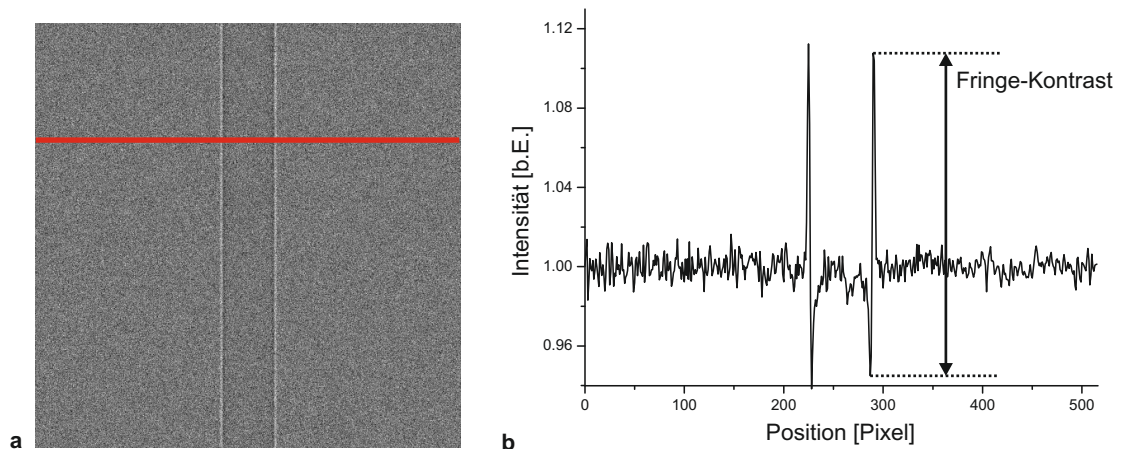 a
b
Intensität [b.E.]
1.12
1.08
1.04
1.00
0.96
Fringe-Kontrast
0 100 200 300 400 500
Position [Pixel]